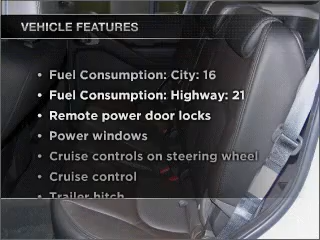 VEHICLE FEATURES
• Fuel Consumption: City: 16
• Fuel Consumption: Highway: 21
• Remote power door locks
• Power windows
• Cruise controls on steering wheel
• Cruise control
• Trailer hitch